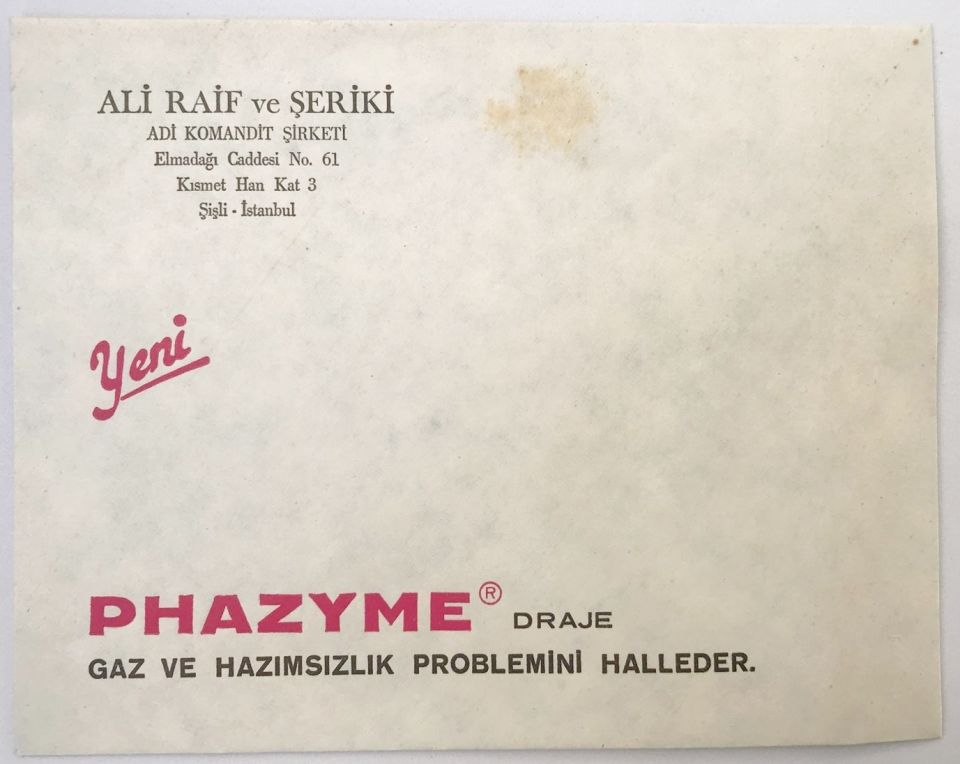 ALİ RAİF ve ŞERİKİ
ADİ KOMANDİT ŞİRKETİ
Elmadağı Caddesi No. 61
Kısmet Han Kat 3
Şişli - İstanbul
Yeni
PHAZYME® DRAJE
GAZ VE HAZIMSIZLIK PROBLEMİNİ HALLEDER.